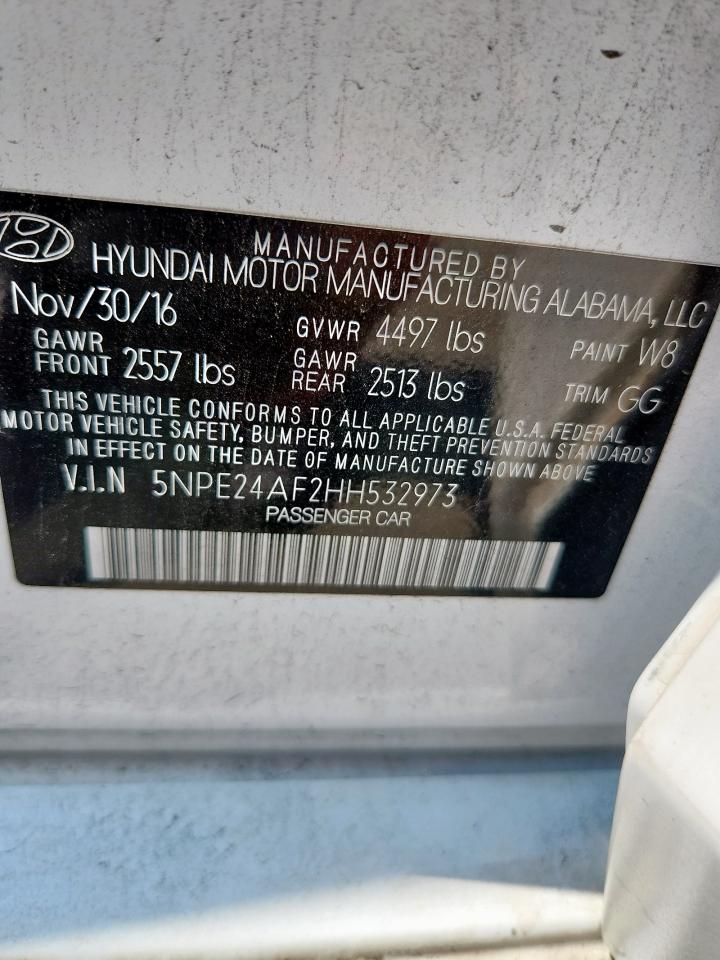 MANUFACTURED BY
HYUNDAI MOTOR MANUFACTURING ALABAMA, LLC
Nov/30/16 GVWR 4497 lbs PAINT W8
GAWR FRONT 2557 lbs GAWR REAR 2513 lbs TRIM GG
THIS VEHICLE CONFORMS TO ALL APPLICABLE U.S.A. FEDERAL
MOTOR VEHICLE SAFETY, BUMPER, AND THEFT PREVENTION STANDARDS
IN EFFECT ON THE DATE OF MANUFACTURE SHOWN ABOVE
V.I.N 5NPE24AF2HH532973
PASSENGER CAR